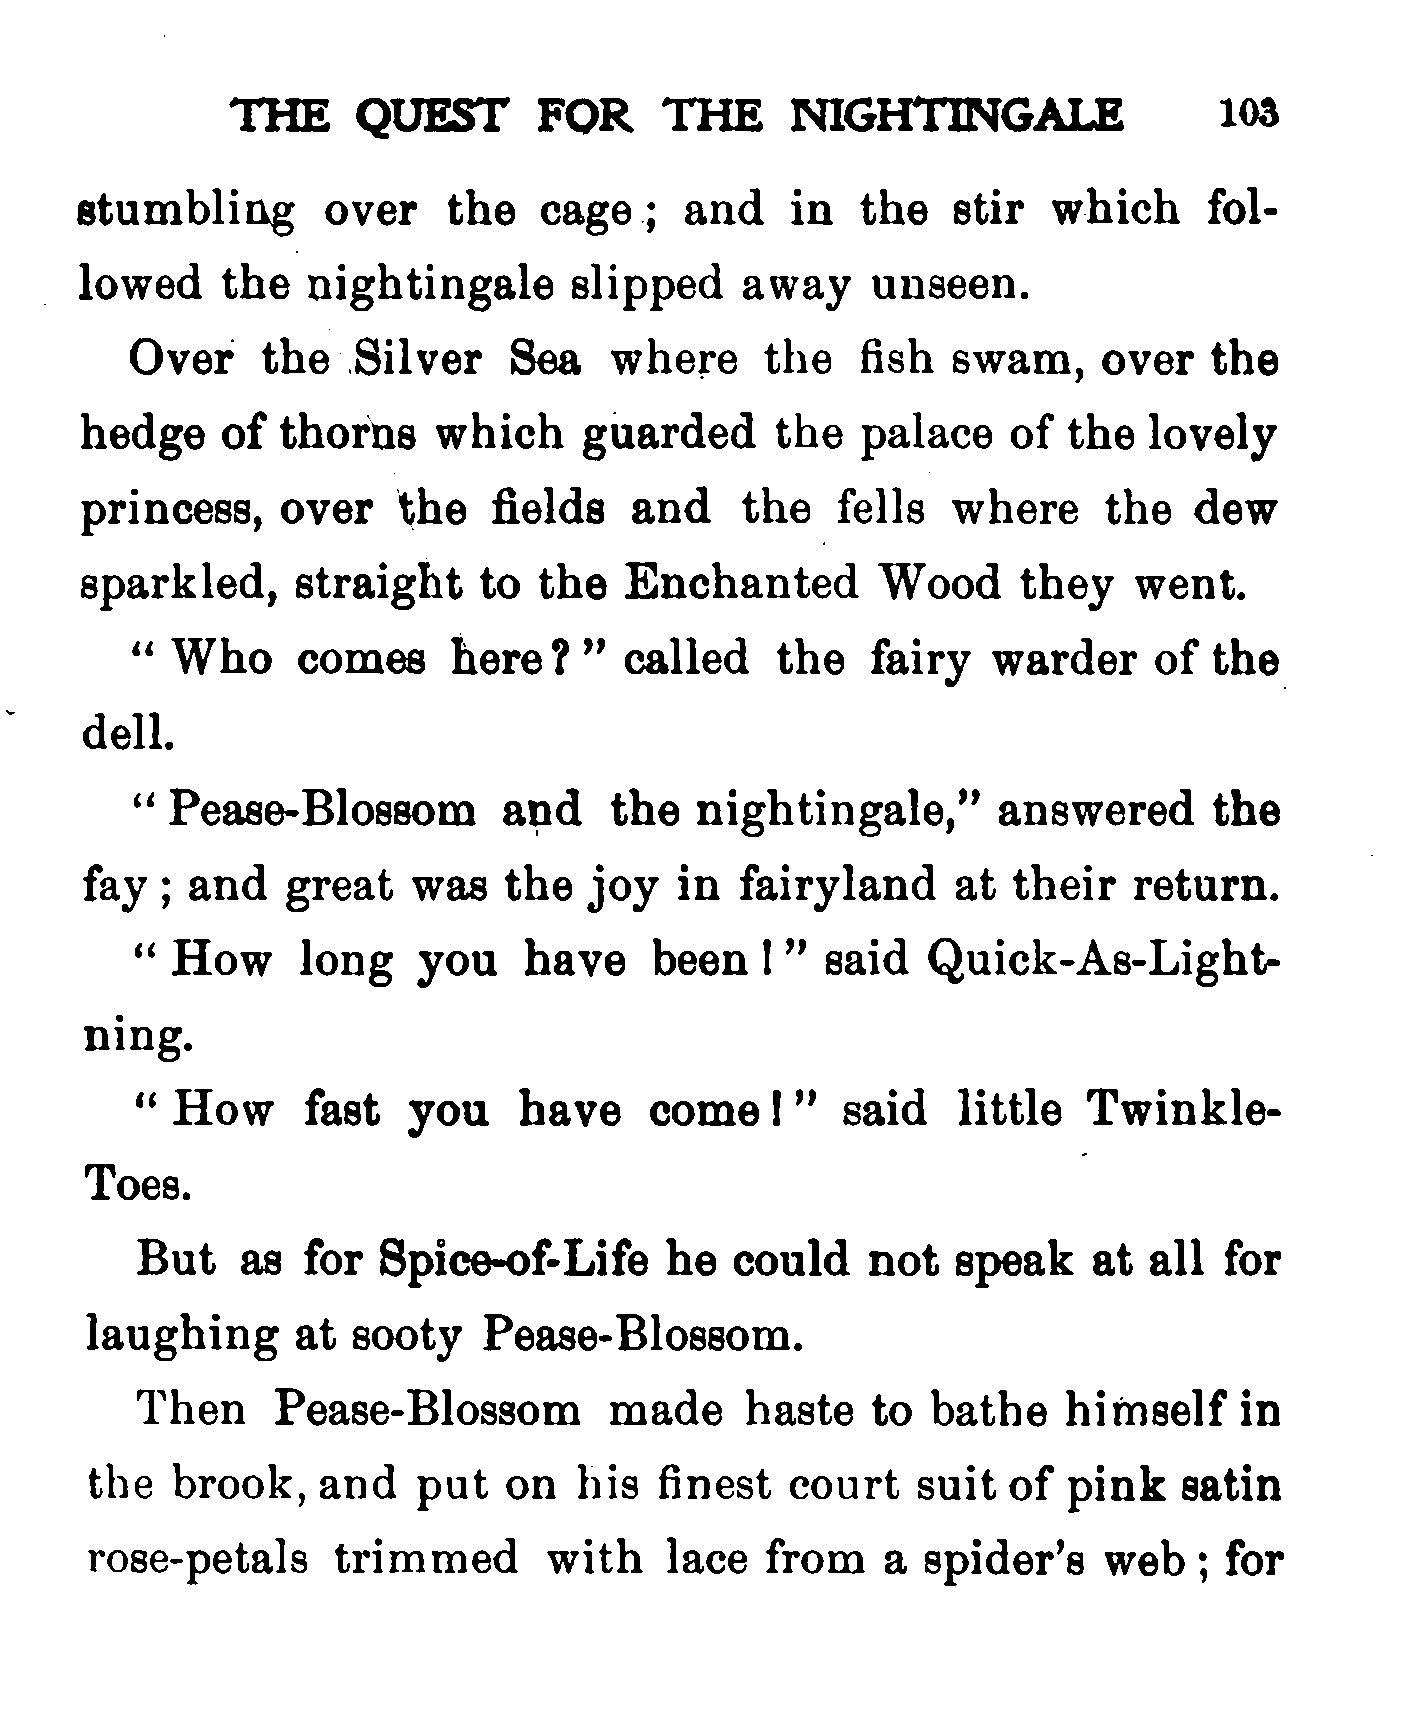 THE QUEST FOR THE NIGHTINGALE 103
stumbling over the cage; and in the stir which fol-
lowed the nightingale slipped away unseen.
Over the Silver Sea where the fish swam, over the
hedge of thorns which guarded the palace of the lovely
princess, over the fields and the fells where the dew
sparkled, straight to the Enchanted Wood they went.
"Who comes here?" called the fairy warder of the
dell.
"Pease-Blossom and the nightingale," answered the
fay; and great was the joy in fairyland at their return.
"How long you have been!" said Quick-As-Light-
ning.
"How fast you have come!" said little Twinkle-
Toes.
But as for Spice-of-Life he could not speak at all for
laughing at sooty Pease-Blossom.
Then Pease-Blossom made haste to bathe himself in
the brook, and put on his finest court suit of pink satin
rose-petals trimmed with lace from a spider's web; for